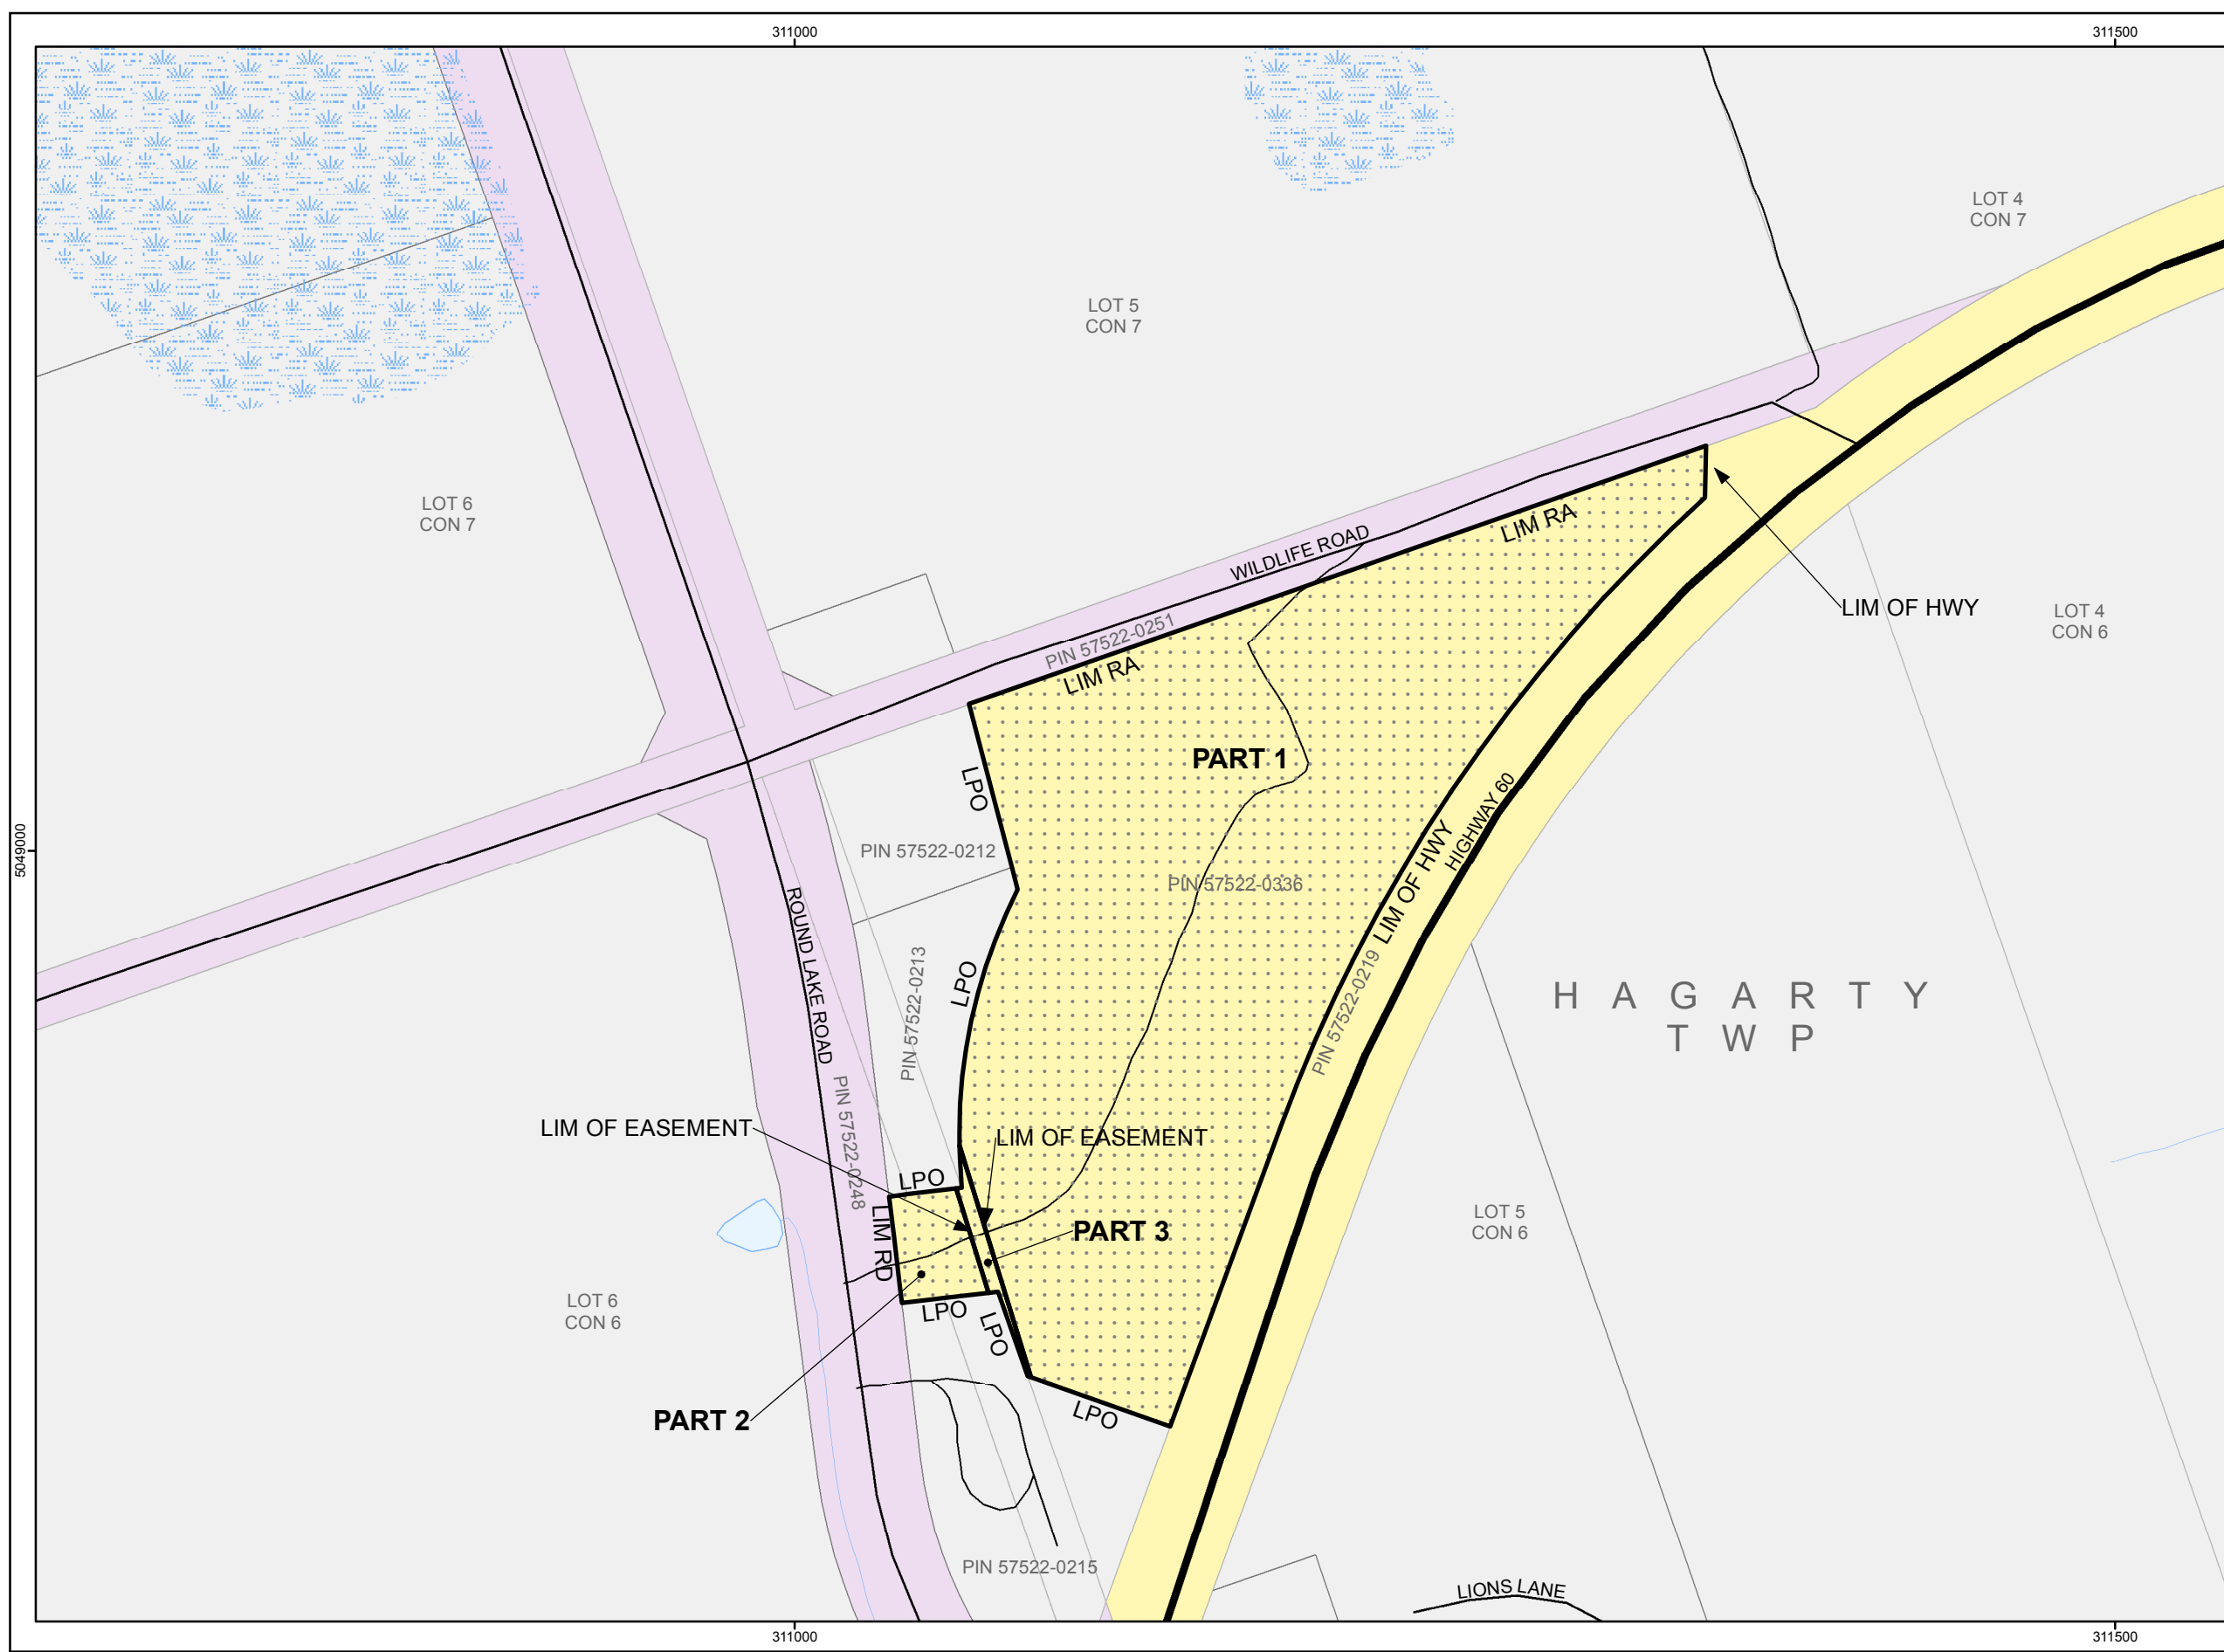 311000
311500
LOT 4
CON 7
LOT 5
CON 7
LOT 6
CON 7
LIM RA
WILDLIFE ROAD
LIM OF HWY
LOT 4
CON 6
PIN 57522-0251
LIM RA
PART 1
LPO
HIGHWAY 60
5049000
PIN 57522-0212
LIM OF HWY
PIN 57522-0336
ROUND LAKE ROAD
PIN 57522-0213
LPO
PIN 57522-0219
HAGARTY
TWP
PIN 57522-0248
LIM OF EASEMENT
LIM OF EASEMENT
LPO
LIM RD
PART 3
LOT 5
CON 6
LOT 6
CON 6
LPO
LPO
PART 2
LPO
PIN 57522-0215
LIONS LANE
311000
311500